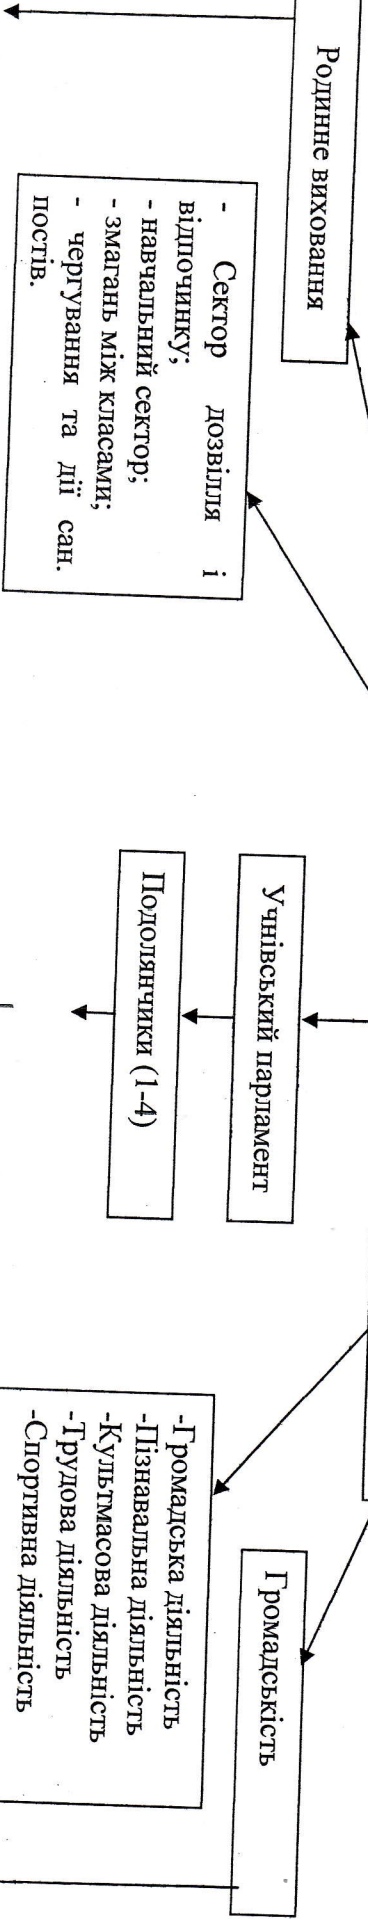 Родинне виховання
- Сектор дозвілля і
відпочинку;
- навчальний сектор;
- змагань між класами;
- чергування та дії сан.
постів.
Учнівський парламент
Подолянчики (1-4)
Громадськість
-Громадська діяльність
-Пізнавальна діяльність
-Культмасова діяльність
-Трудова діяльність
-Спортивна діяльність